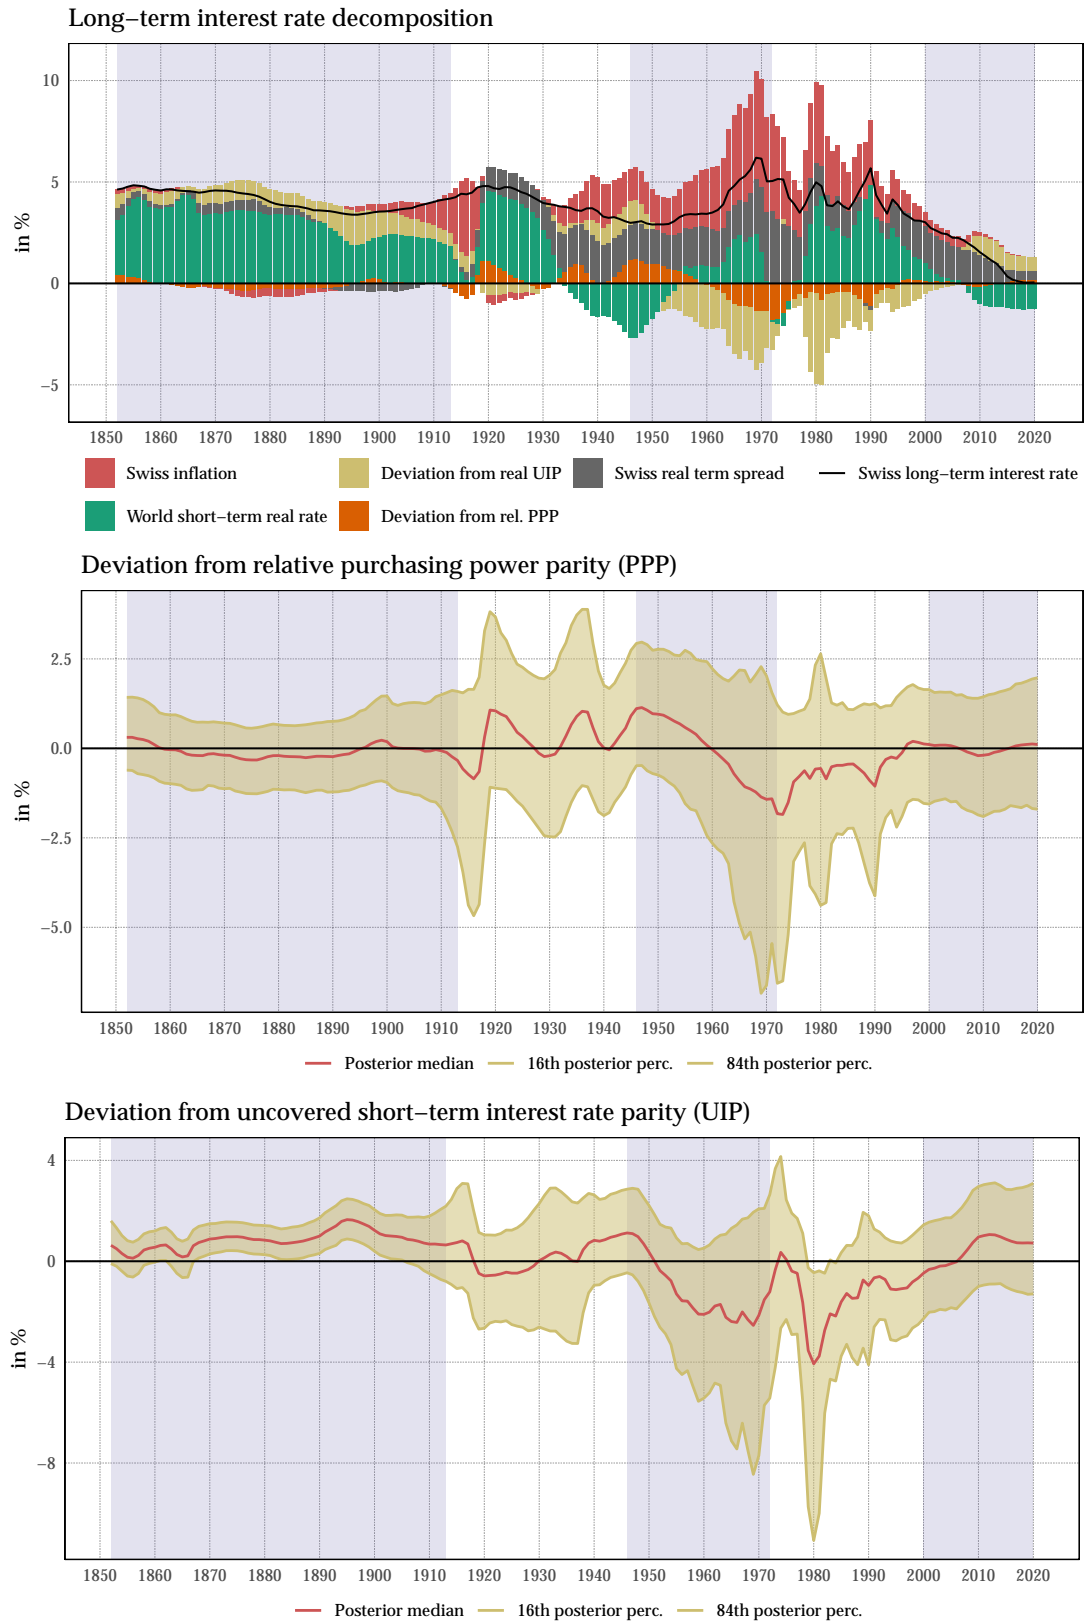 Long−term interest rate decomposition
in %
10
5
0
−5
1850 1860 1870 1880 1890 1900 1910 1920 1930 1940 1950 1960 1970 1980 1990 2000 2010 2020
Swiss inflation Deviation from real UIP Swiss real term spread Swiss long−term interest rate
World short−term real rate Deviation from rel. PPP
Deviation from relative purchasing power parity (PPP)
in %
2.5
0.0
−2.5
−5.0
1850 1860 1870 1880 1890 1900 1910 1920 1930 1940 1950 1960 1970 1980 1990 2000 2010 2020
Posterior median 16th posterior perc. 84th posterior perc.
Deviation from uncovered short−term interest rate parity (UIP)
in %
4
0
−4
−8
1850 1860 1870 1880 1890 1900 1910 1920 1930 1940 1950 1960 1970 1980 1990 2000 2010 2020
Posterior median 16th posterior perc. 84th posterior perc.